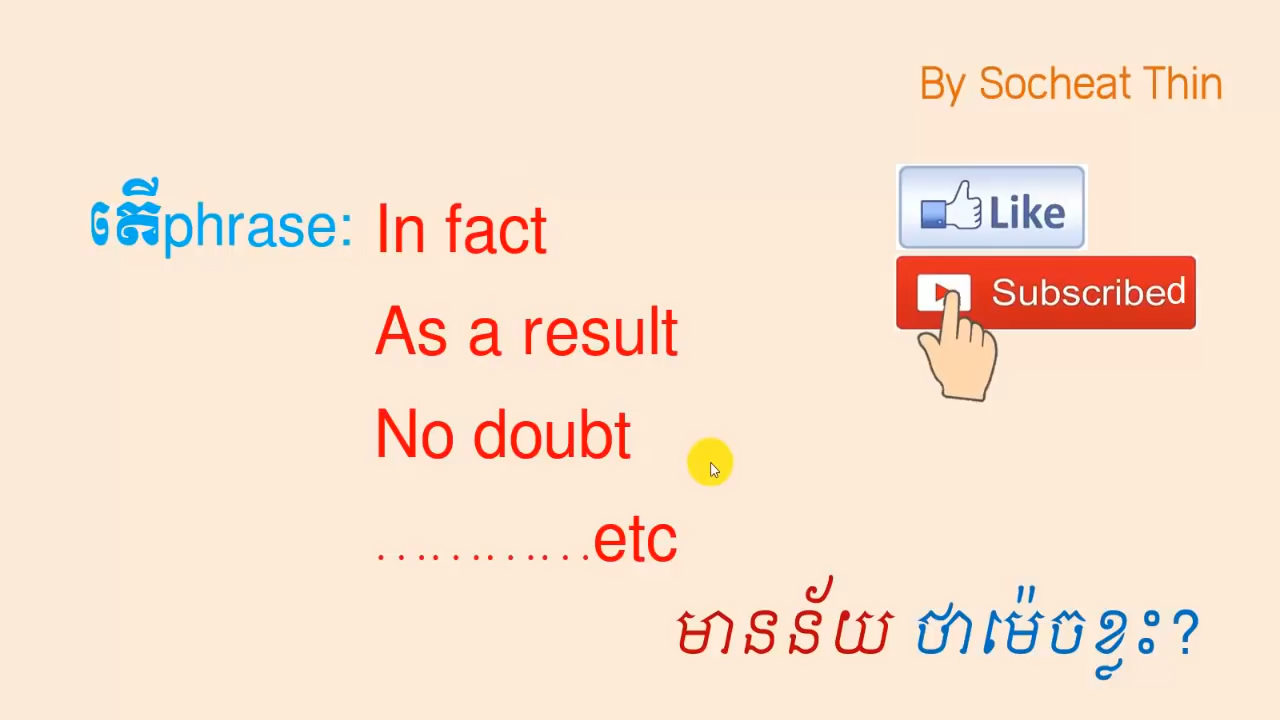 By Socheat Thin
តើphrase: In fact
Like
Subscribed
As a result
No doubt
…………etc
មានន័យ ថាម៉េចខ្លះ?